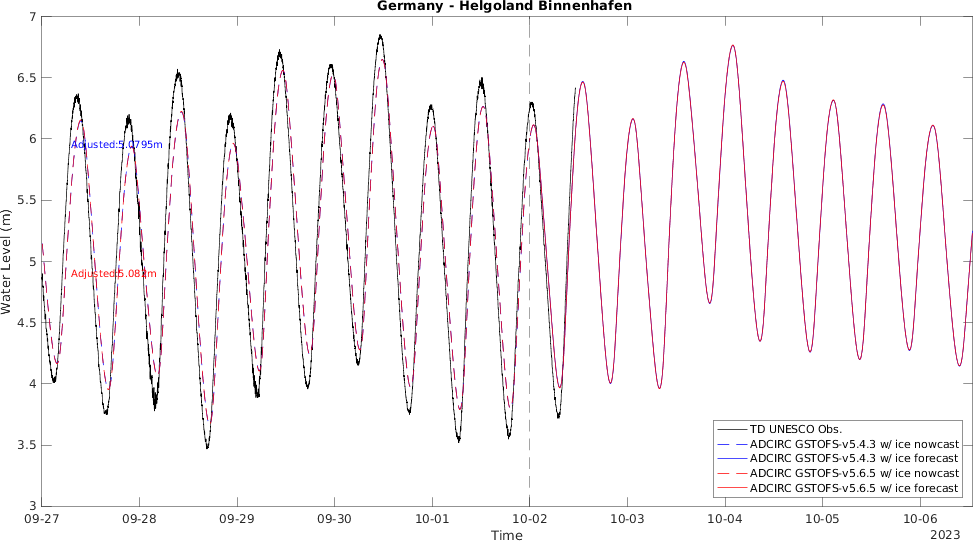 Germany - Helgoland Binnenhafen
7
6.5
6
5.5
5
4.5
4
3.5
3
Water Level (m)
Adjusted:5.0795m
Adjusted:5.082m
TD UNESCO Obs.
ADCIRC GSTOFS-v5.4.3 w/ ice nowcast
ADCIRC GSTOFS-v5.4.3 w/ ice forecast
ADCIRC GSTOFS-v5.6.5 w/ ice nowcast
ADCIRC GSTOFS-v5.6.5 w/ ice forecast
09-27 09-28 09-29 09-30 10-01 10-02 10-03 10-04 10-05 10-06
Time
2023